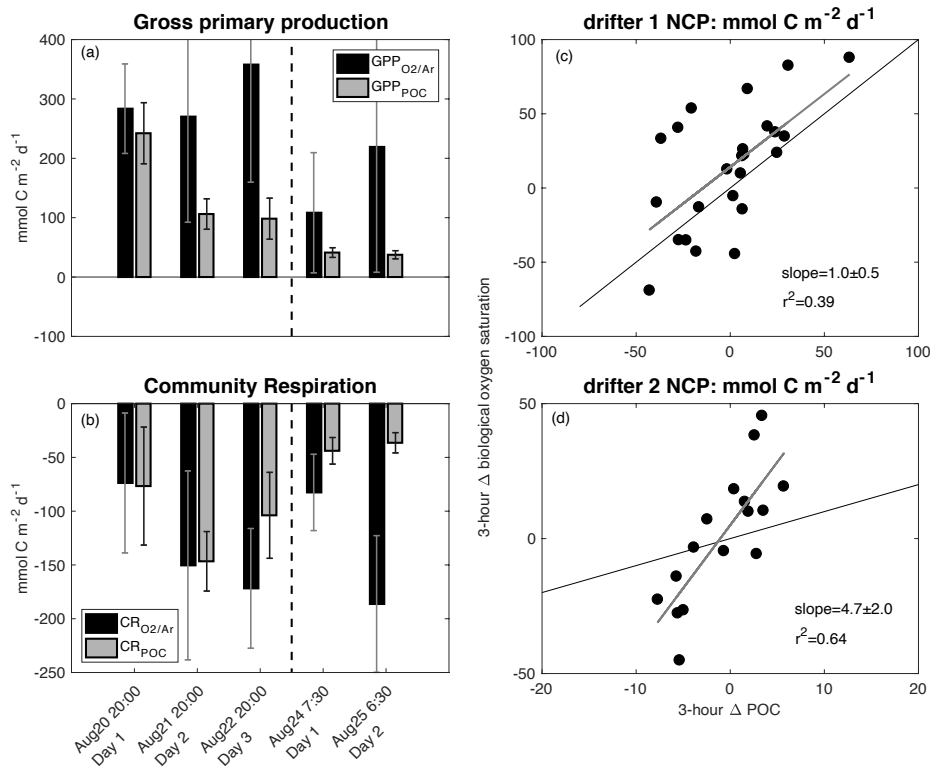 Gross primary production
(a)
GPP_O2/Ar
GPP_POC
400
300
200
100
0
-100
mmol C m^-2 d^-1
Community Respiration
(b)
0
-50
-100
-150
-200
-250
mmol C m^-2 d^-1
CR_O2/Ar
CR_POC
Aug20 20:00
Day 1
Aug21 20:00
Day 2
Aug22 20:00
Day 3
Aug24 7:30
Day 1
Aug25 6:30
Day 2
drifter 1 NCP: mmol C m^-2 d^-1
(c)
100
50
0
-50
-100
slope=1.0±0.5
r^2=0.39
-100
-50
0
50
100
3-hour Δ biological oxygen saturation
drifter 2 NCP: mmol C m^-2 d^-1
(d)
50
0
-50
slope=4.7±2.0
r^2=0.64
-20
-10
0
10
20
3-hour Δ POC